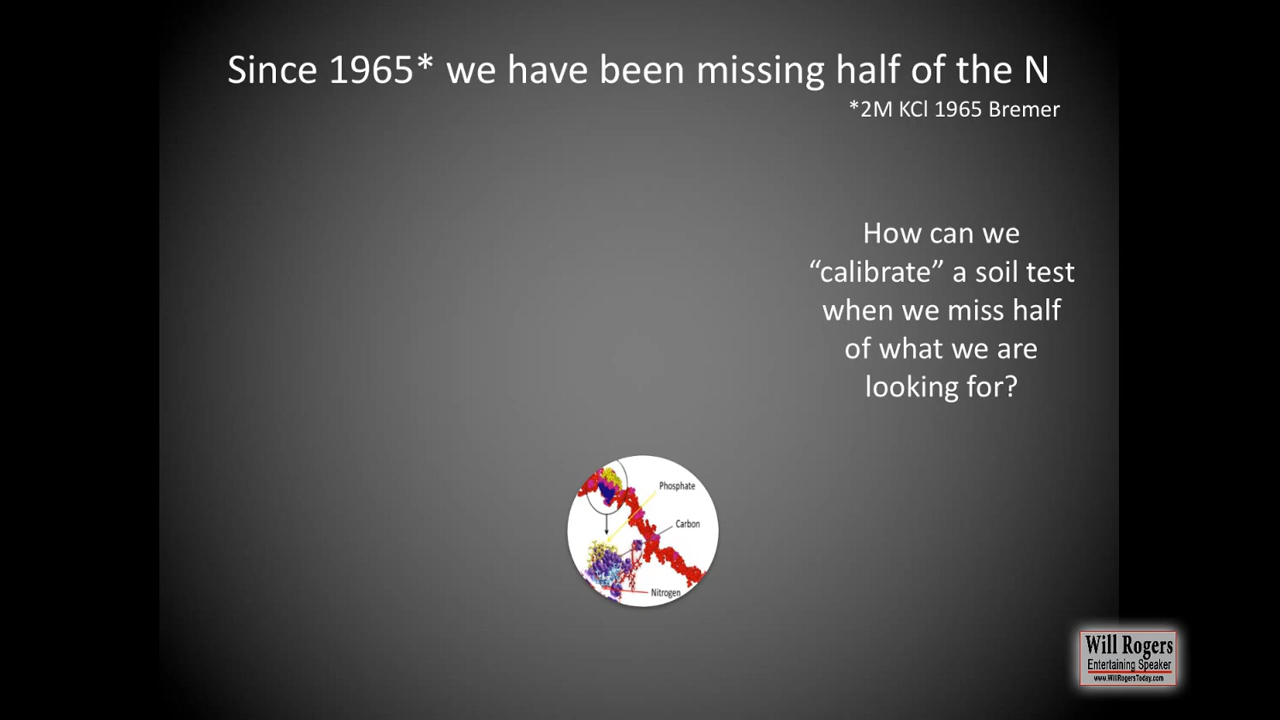 Since 1965* we have been missing half of the N
*2M KCl 1965 Bremer
How can we
“calibrate” a soil test
when we miss half
of what we are
looking for?
Phosphate
Carbon
Nitrogen
Will Rogers
Entertaining Speaker
www.WillRogersToday.com